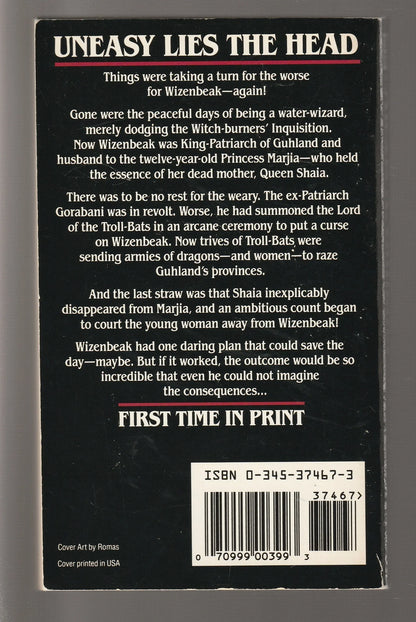 UNEASY LIES THE HEAD
Things were taking a turn for the worse
for Wizenbeak—again!
Gone were the peaceful days of being a water-wizard,
merely dodging the Witch-burners' Inquisition.
Now Wizenbeak was King-Patriarch of Guhland and
husband to the twelve-year-old Princess Marjia—who held
the essence of her dead mother, Queen Shaia.
There was to be no rest for the weary. The ex-Patriarch
Gorabani was in revolt. Worse, he had summoned the Lord
of the Troll-Bats in an arcane ceremony to put a curse
on Wizenbeak. Now trives of Troll-Bats were
sending armies of dragons—and women—to raze
Guhland's provinces.
And the last straw was that Shaia inexplicably
disappeared from Marjia, and an ambitious count began
to court the young woman away from Wizenbeak!
Wizenbeak had one daring plan that could save the
day—maybe. But if it worked, the outcome would be so
incredible that even he could not imagine
the consequences...
FIRST TIME IN PRINT
ISBN 0-345-37467-3
37467>
0 70999 00399 3
Cover Art by Romas
Cover printed in USA